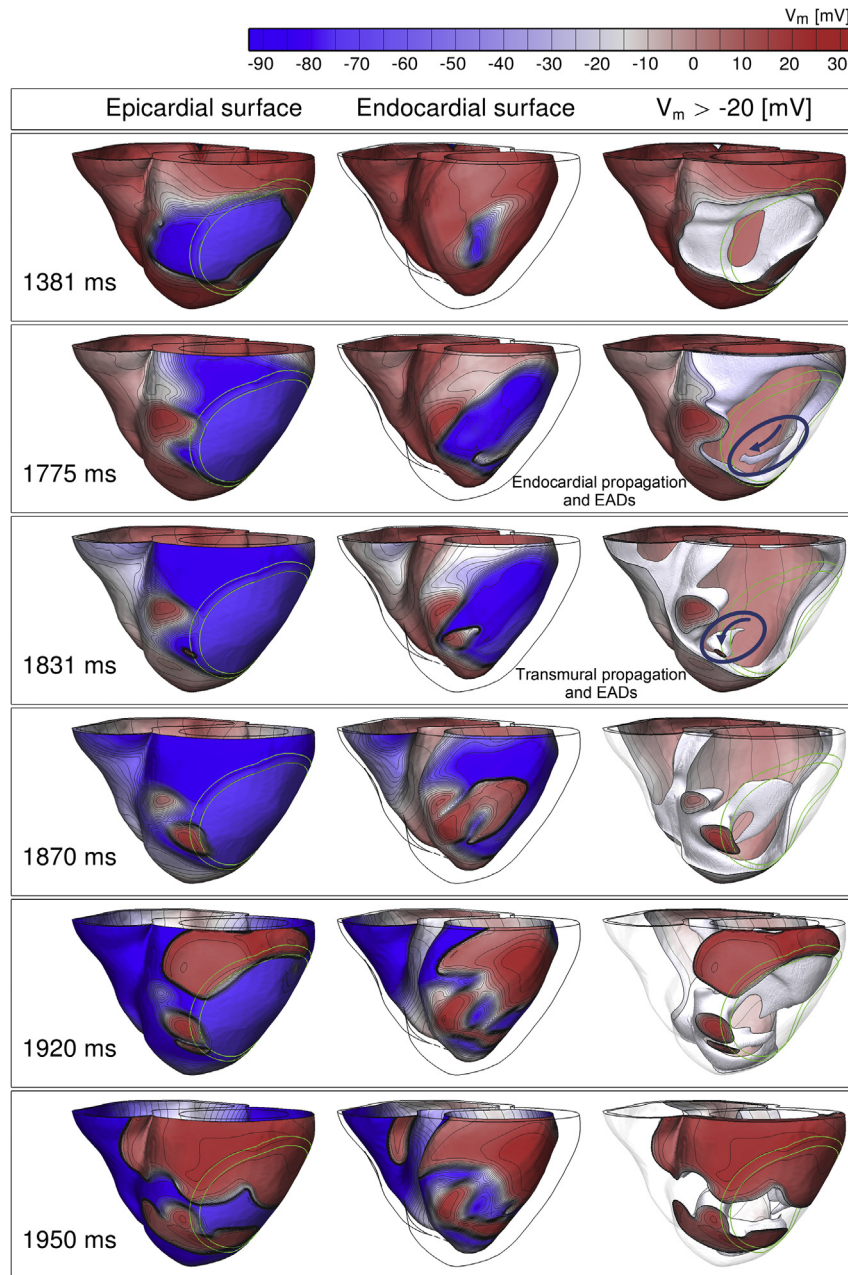 V_m [mV]
-90 -80 -70 -60 -50 -40 -30 -20 -10 0 10 20 30
Epicardial surface Endocardial surface V_m > -20 [mV]
1381 ms
1775 ms
Endocardial propagation
and EADs
1831 ms
Transmural propagation
and EADs
1870 ms
1920 ms
1950 ms